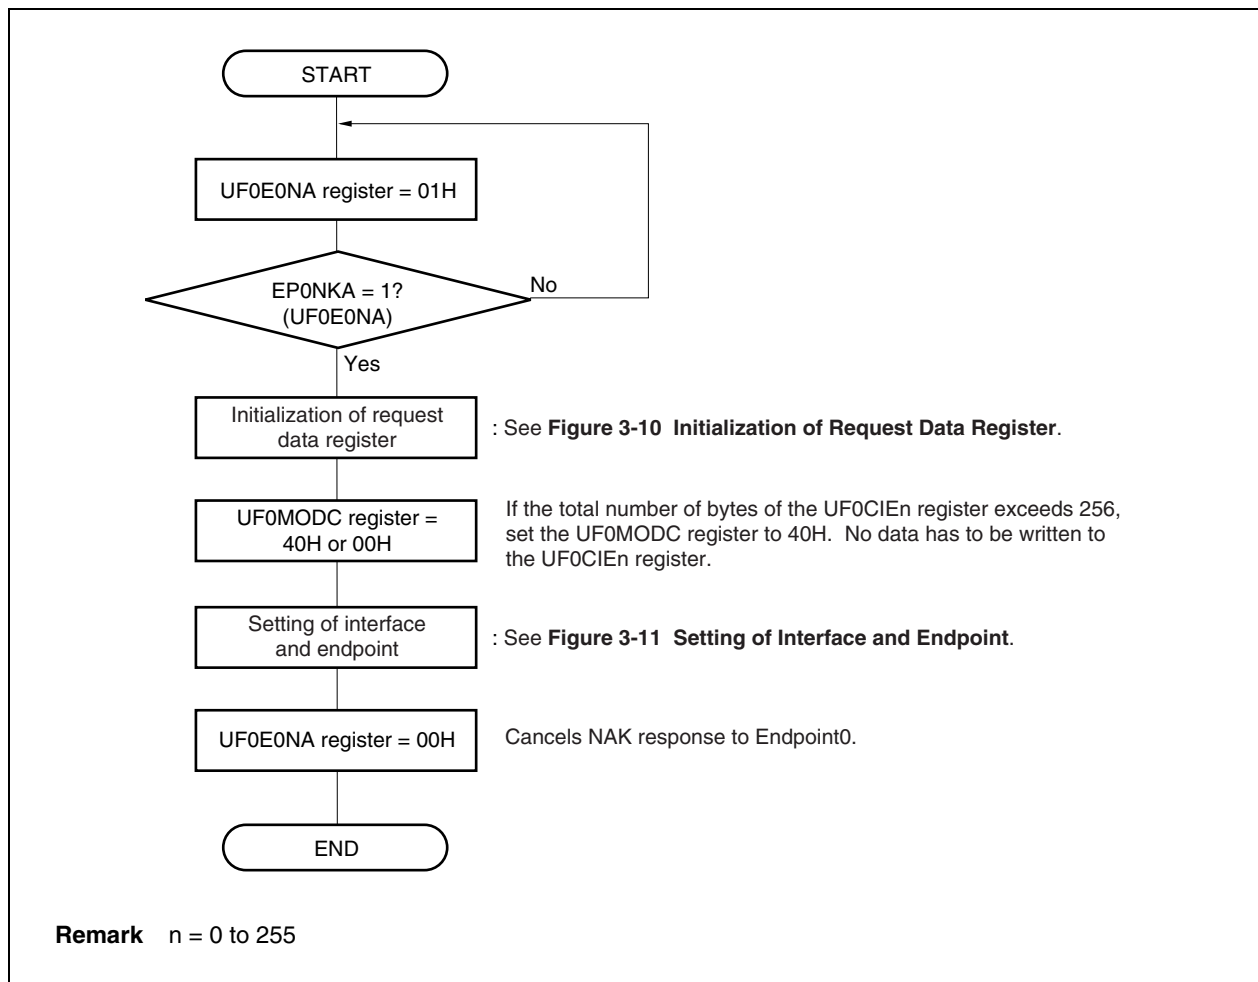 START
UF0E0NA register = 01H
EP0NKA = 1?
(UF0E0NA)
No
Yes
Initialization of request
data register
: See Figure 3-10  Initialization of Request Data Register.
UF0MODC register =
40H or 00H
If the total number of bytes of the UF0CIEn register exceeds 256,
set the UF0MODC register to 40H.  No data has to be written to
the UF0CIEn register.
Setting of interface
and endpoint
: See Figure 3-11  Setting of Interface and Endpoint.
UF0E0NA register = 00H
Cancels NAK response to Endpoint0.
END
Remark   n = 0 to 255